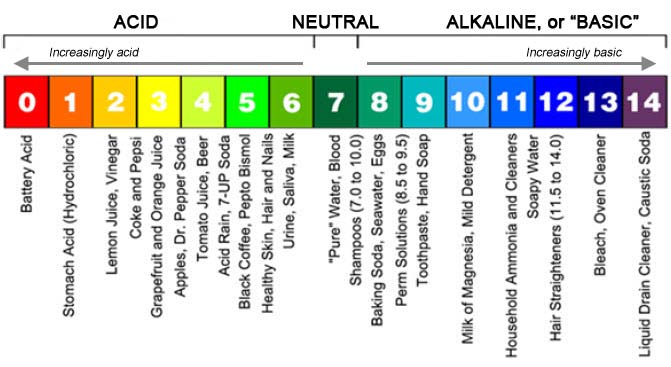 ACID
NEUTRAL
ALKALINE, or “BASIC”
Increasingly acid
Increasingly basic
0
1
2
3
4
5
6
7
8
9
10
11
12
13
14
Battery Acid
Stomach Acid (Hydrochloric)
Lemon Juice, Vinegar
Coke and Pepsi
Grapefruit and Orange Juice
Apples, Dr. Pepper Soda
Tomato Juice, Beer
Acid Rain, 7-UP Soda
Black Coffee, Pepto Bismol
Healthy Skin, Hair and Nails
Urine, Saliva, Milk
"Pure" Water, Blood
Shampoos (7.0 to 10.0)
Baking Soda, Seawater, Eggs
Perm Solutions (8.5 to 9.5)
Toothpaste, Hand Soap
Milk of Magnesia, Mild Detergent
Household Ammonia and Cleaners
Soapy Water
Hair Straighteners (11.5 to 14.0)
Bleach, Oven Cleaner
Liquid Drain Cleaner, Caustic Soda